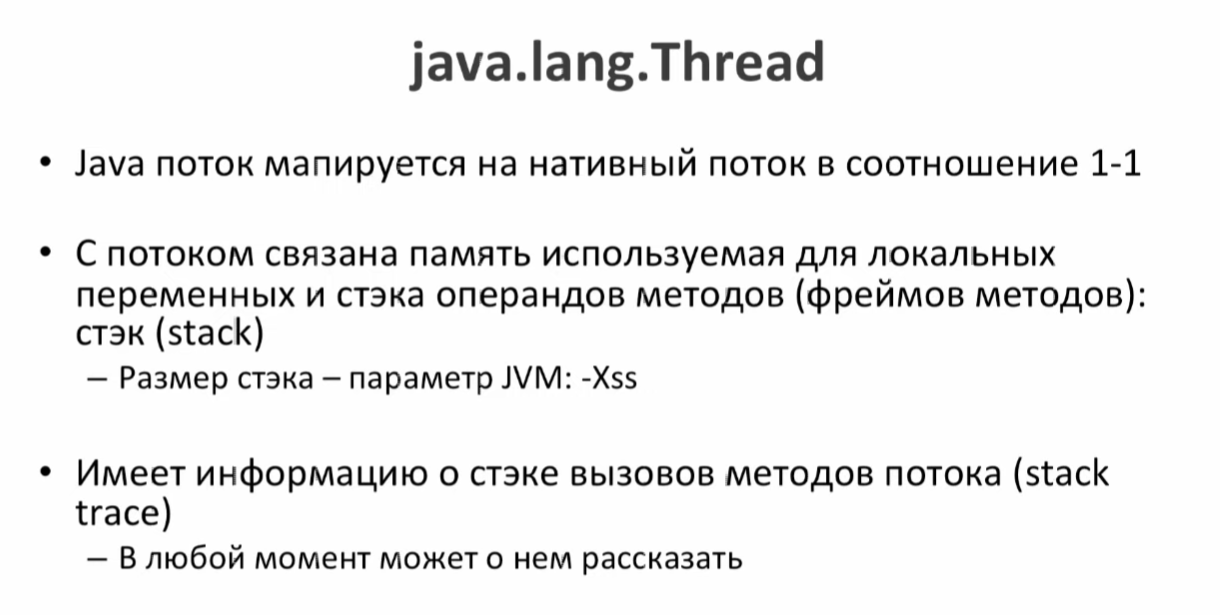 java.lang.Thread
• Java поток мапируется на нативный поток в соотношение 1-1
• С потоком связана память используемая для локальных
переменных и стэка операндов методов (фреймов методов):
стэк (stack)
– Размер стэка – параметр JVM: -Xss
• Имеет информацию о стэке вызовов методов потока (stack
trace)
– В любой момент может о нем рассказать